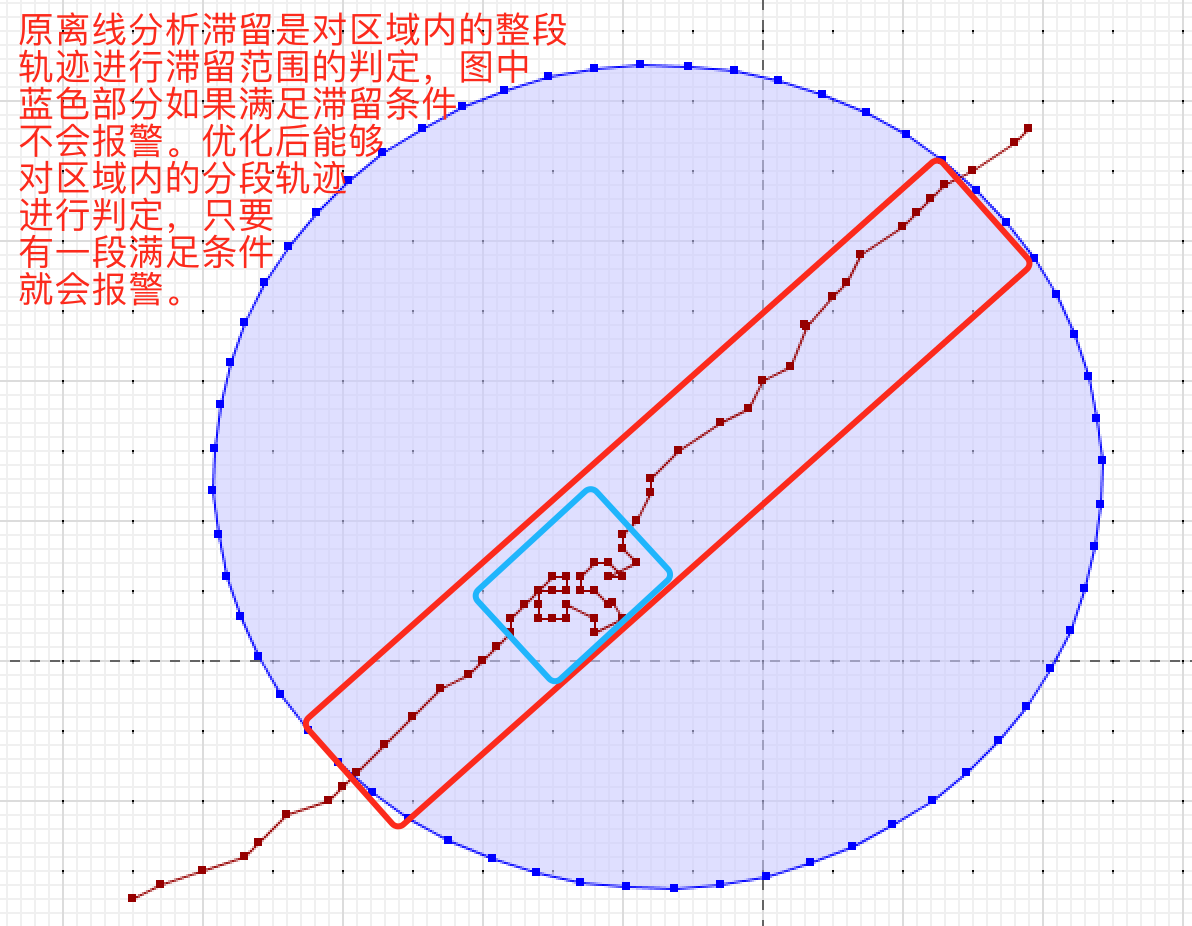 原离线分析滞留是对区域内的整段
轨迹进行滞留范围的判定，图中
蓝色部分如果满足滞留条件
不会报警。优化后能够
对区域内的分段轨迹
进行判定，只要
有一段满足条件
就会报警。